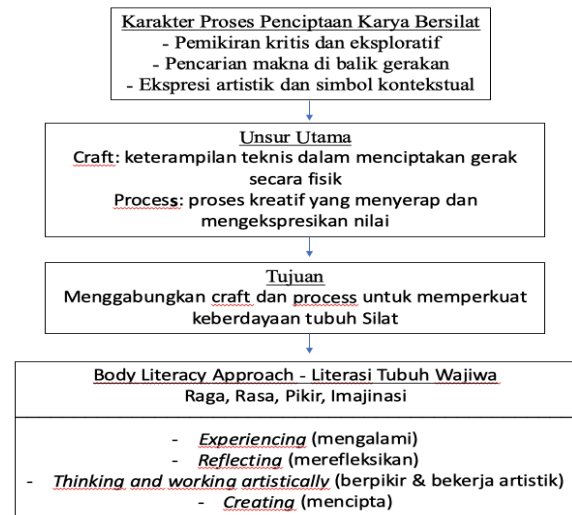 Karakter Proses Penciptaan Karya Bersilat
- Pemikiran kritis dan eksploratif
- Pencarian makna di balik gerakan
- Ekspresi artistik dan simbol kontekstual
Unsur Utama
Craft: keterampilan teknis dalam menciptakan gerak
secara fisik
Process: proses kreatif yang menyerap dan
mengekspresikan nilai
Tujuan
Menggabungkan craft dan process untuk memperkuat
keberdayaan tubuh Silat
Body Literacy Approach - Literasi Tubuh Wajiwa
Raga, Rasa, Pikir, Imajinasi
- Experiencing (mengalami)
- Reflecting (merefleksikan)
- Thinking and working artistically (berpikir & bekerja artistik)
- Creating (mencipta)